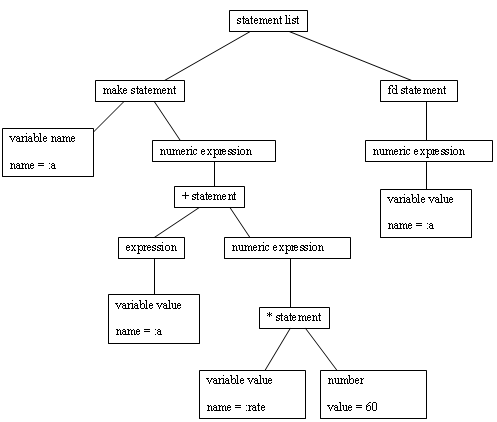 statement list
make statement
fd statement
variable name
name = :a
numeric expression
numeric expression
+ statement
variable value
name = :a
expression
numeric expression
variable value
name = :a
* statement
variable value
name = :rate
number
value = 60